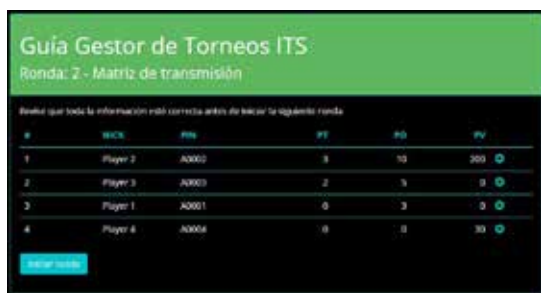 Guía Gestor de Torneos ITS
Ronda: 2 - Matriz de transmisión
Revise que toda la información esté correcta antes de iniciar la siguiente ronda
# NICK PIN PT PO PV
1 Player 2 A0002 3 10 200
2 Player 3 A0003 2 5 0
3 Player 1 A0001 0 3 0
4 Player 4 A0004 0 0 30
Iniciar ronda